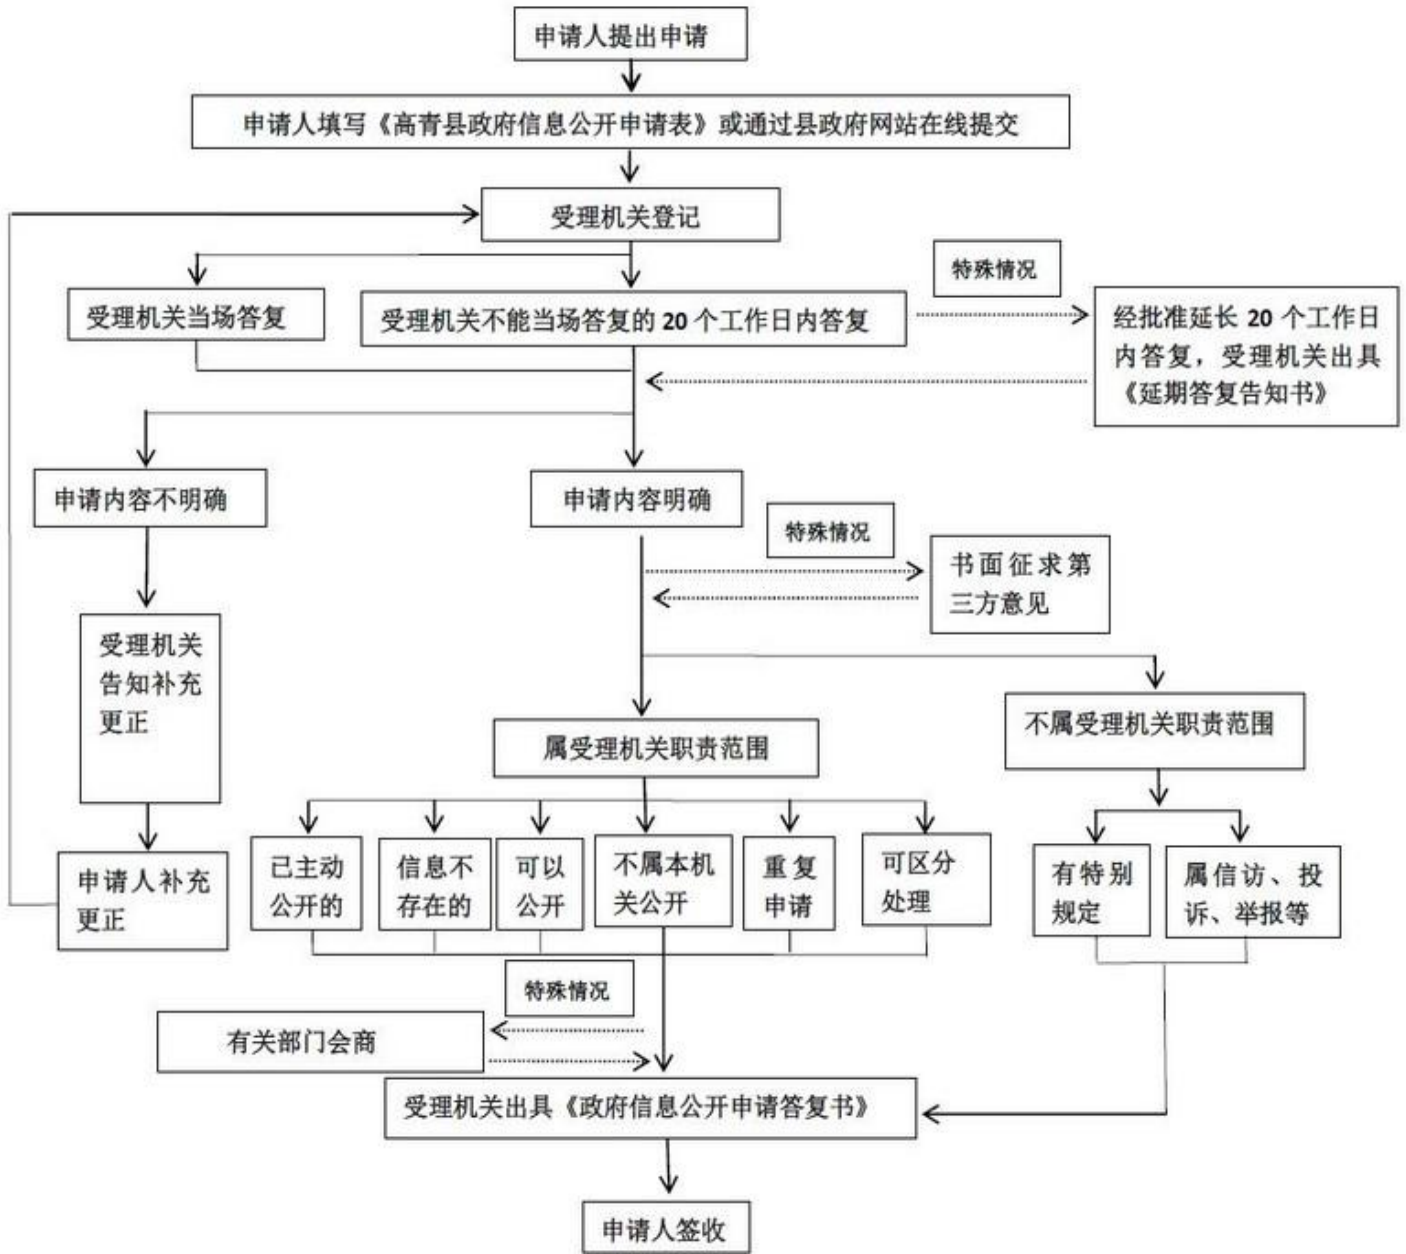 申请人提出申请
申请人填写《高青县政府信息公开申请表》或通过县政府网站在线提交
受理机关登记
特殊情况
受理机关当场答复
受理机关不能当场答复的 20 个工作日内答复
经批准延长 20 个工作日
内答复，受理机关出具
《延期答复告知书》
申请内容不明确
申请内容明确
特殊情况
书面征求第
三方意见
受理机关
告知补充
更正
属受理机关职责范围
不属受理机关职责范围
申请人补充
更正
已主动
公开的
信息不
存在的
可以
公开
不属本机
关公开
重复
申请
可区分
处理
有特别
规定
属信访、投
诉、举报等
特殊情况
有关部门会商
受理机关出具《政府信息公开申请答复书》
申请人签收